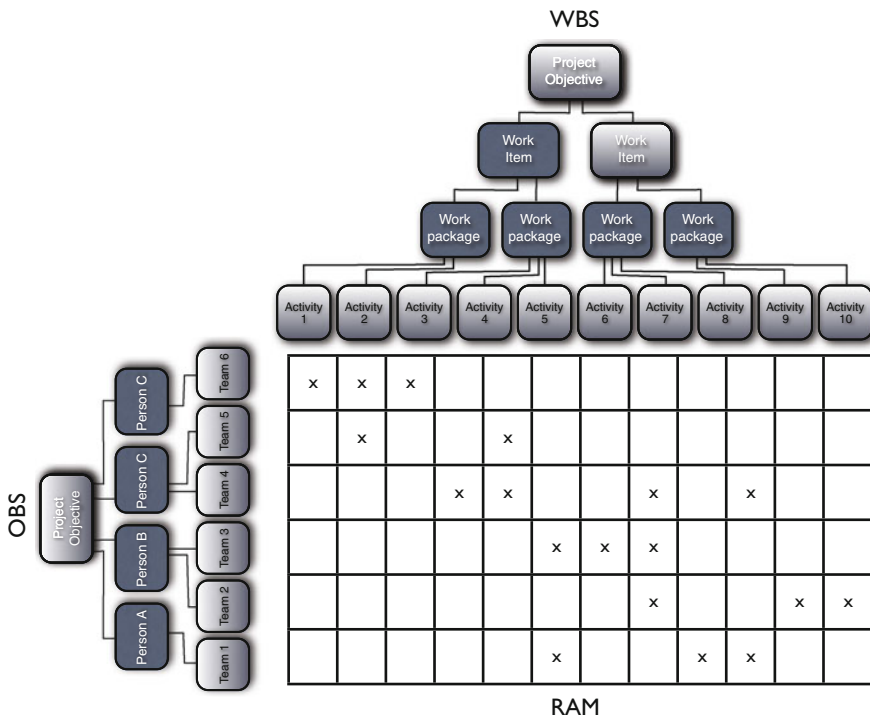 WBS
Project
Objective
Work
Item
Work
Item
Work
package
Work
package
Work
package
Work
package
Activity
1
Activity
2
Activity
3
Activity
4
Activity
5
Activity
6
Activity
7
Activity
8
Activity
9
Activity
10
OBS
Project
Objective
Person C
Person C
Person B
Person A
Team 6
Team 5
Team 4
Team 3
Team 2
Team 1
x x x
x x
x x x x
x x x
x x x
x x x
RAM